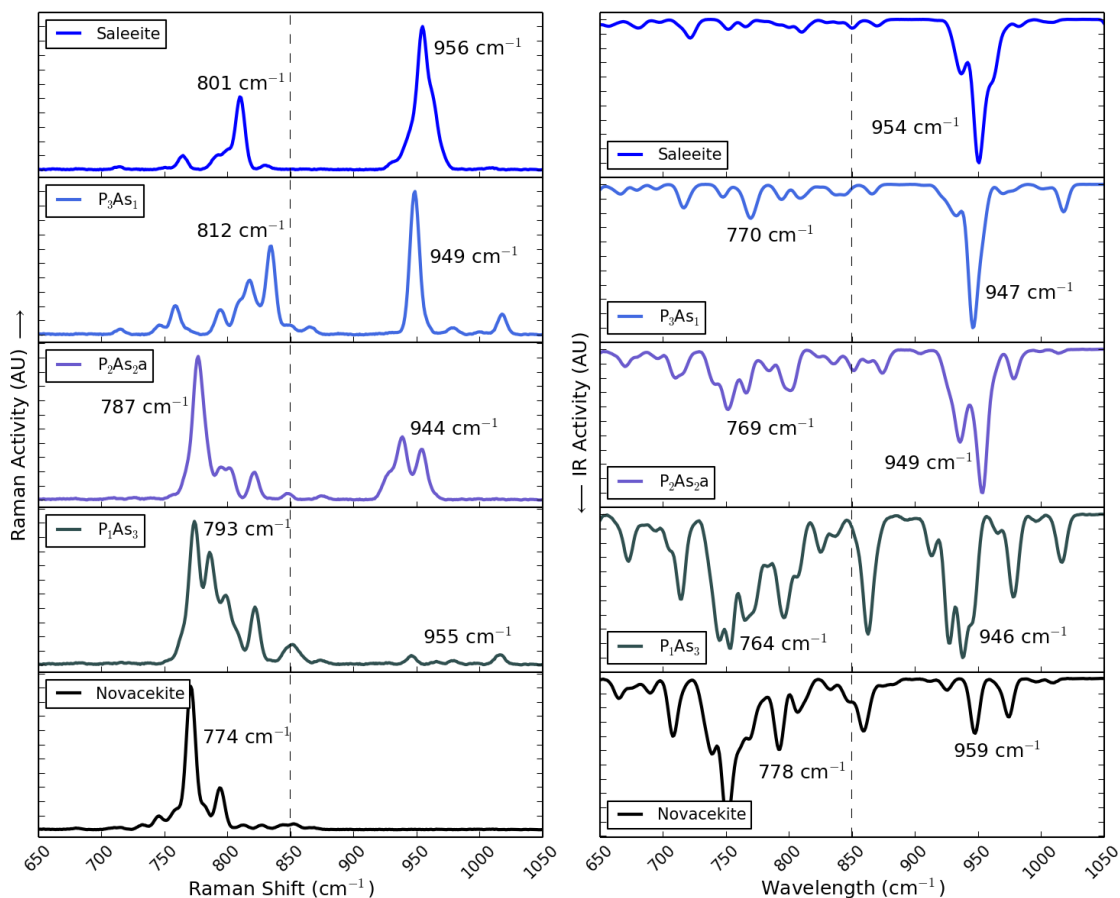 Saleeite
801 cm⁻¹
956 cm⁻¹
P₃As₁
812 cm⁻¹
949 cm⁻¹
P₂As₂a
787 cm⁻¹
944 cm⁻¹
P₁As₃
793 cm⁻¹
955 cm⁻¹
Novacekite
774 cm⁻¹
Raman Activity (AU) ⟶
650 700 750 800 850 900 950 1000 1050
Raman Shift (cm⁻¹)
954 cm⁻¹
Saleeite
770 cm⁻¹
947 cm⁻¹
P₃As₁
769 cm⁻¹
949 cm⁻¹
P₂As₂a
764 cm⁻¹
946 cm⁻¹
P₁As₃
778 cm⁻¹
959 cm⁻¹
Novacekite
⟵ IR Activity (AU)
650 700 750 800 850 900 950 1000 1050
Wavelength (cm⁻¹)